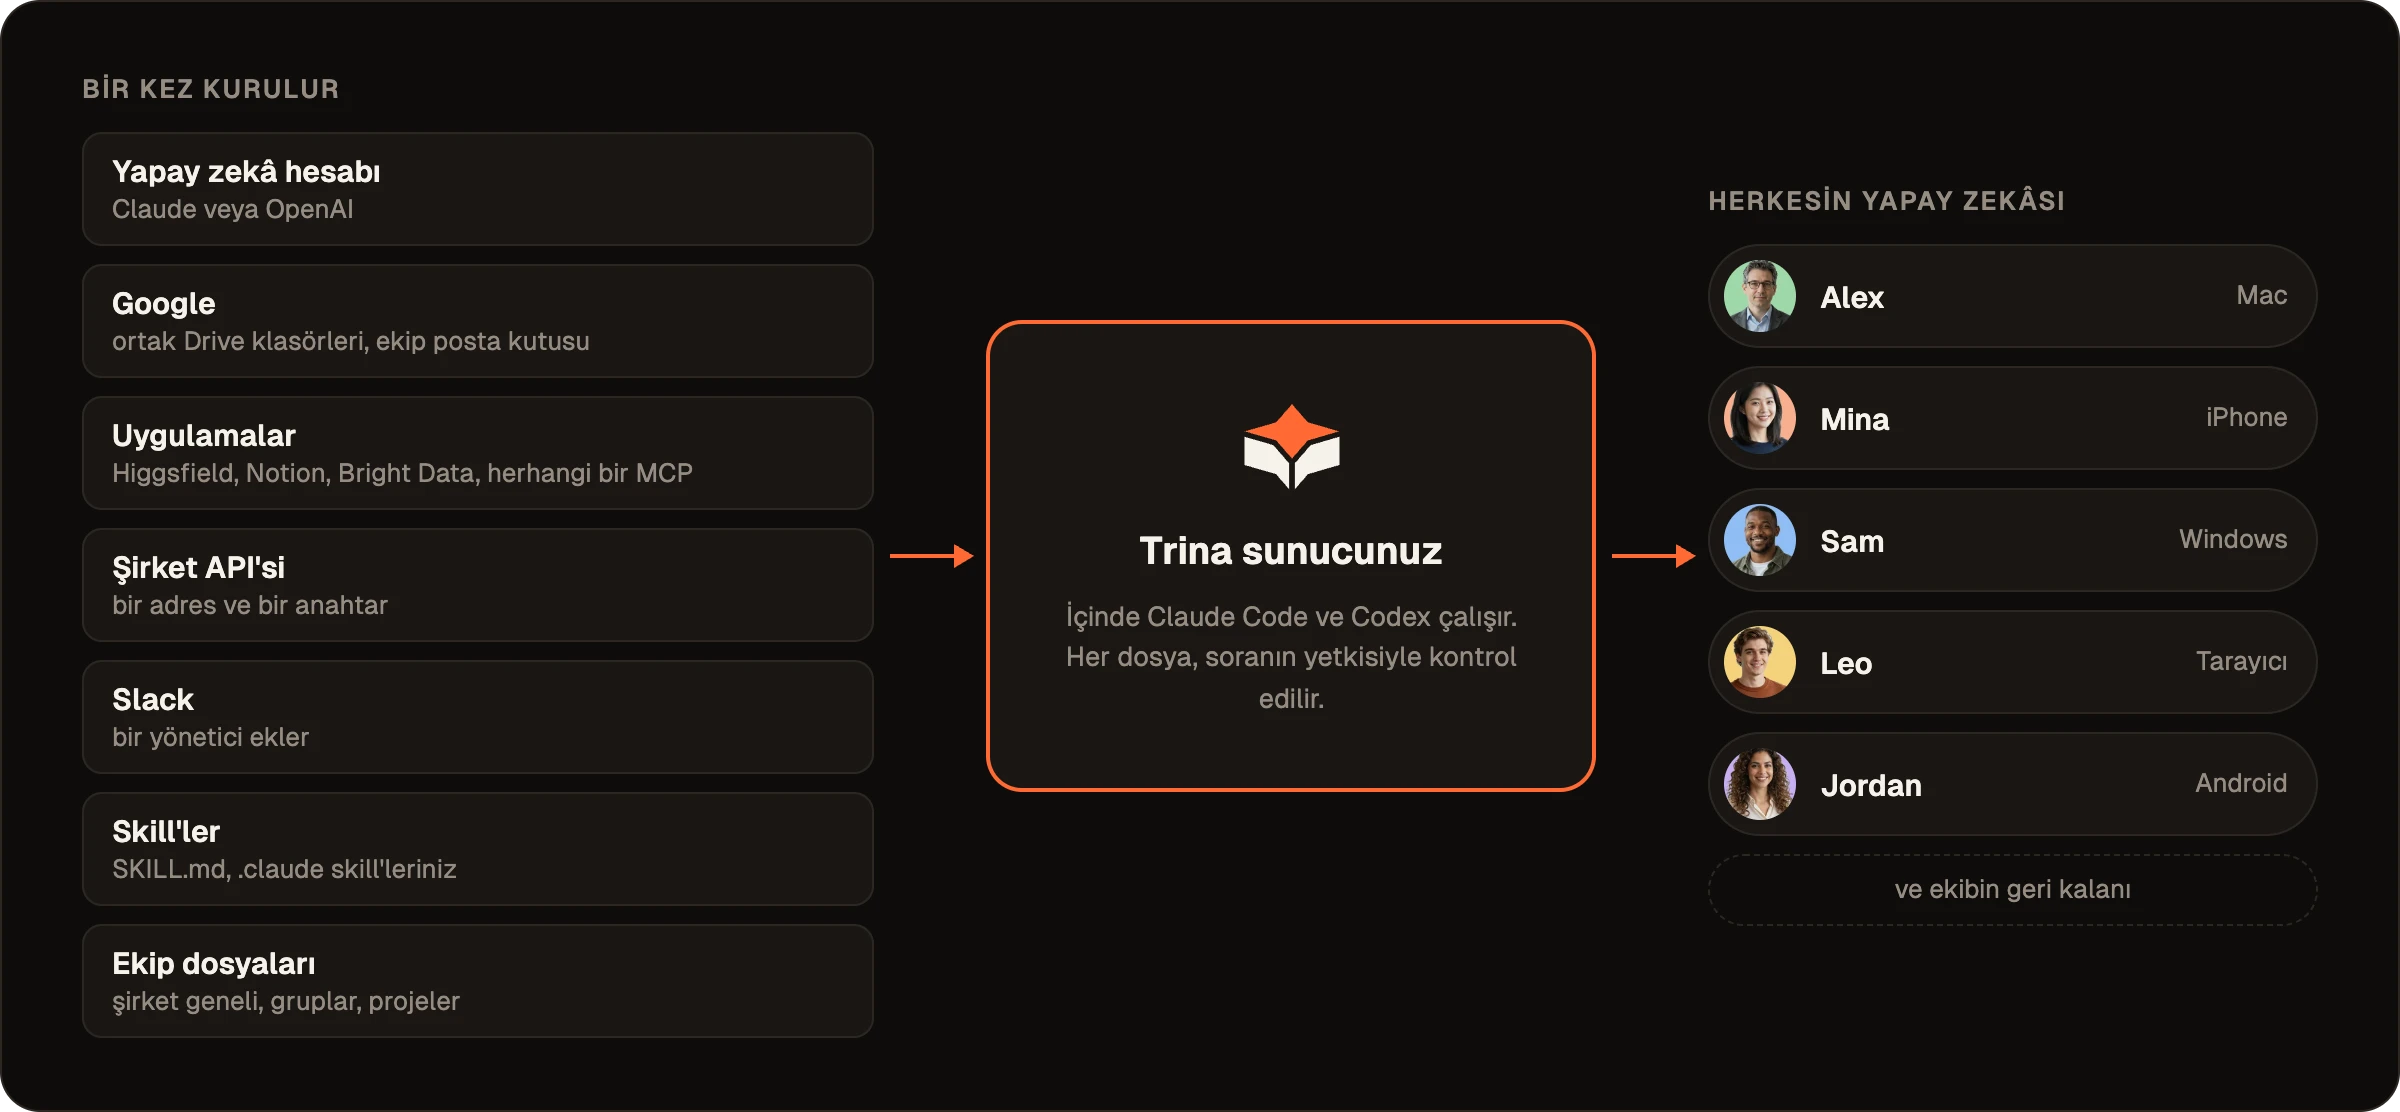 BİR KEZ KURULUR
Yapay zekâ hesabı
Claude veya OpenAI
Google
ortak Drive klasörleri, ekip posta kutusu
Uygulamalar
Higgsfield, Notion, Bright Data, herhangi bir MCP
Şirket API'si
bir adres ve bir anahtar
Slack
bir yönetici ekler
Skill'ler
SKILL.md, .claude skill'leriniz
Ekip dosyaları
şirket geneli, gruplar, projeler
Trina sunucunuz
İçinde Claude Code ve Codex çalışır.
Her dosya, soranın yetkisiyle kontrol
edilir.
HERKESİN YAPAY ZEKÂSI
Alex
Mac
Mina
iPhone
Sam
Windows
Leo
Tarayıcı
Jordan
Android
ve ekibin geri kalanı